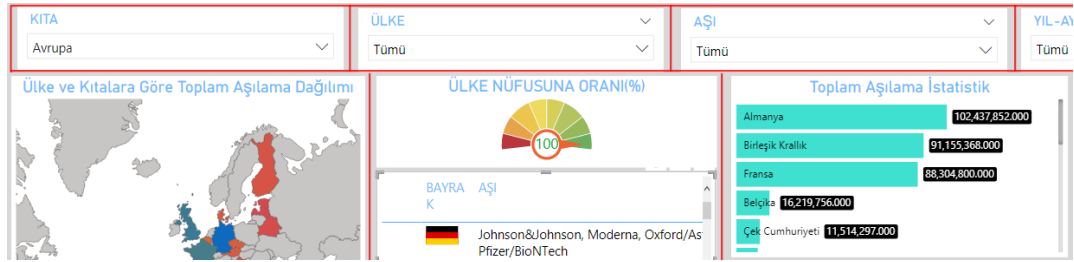 KITA
Avrupa
ÜLKE
Tümü
AŞI
Tümü
YIL-AY
Tümü
Ülke ve Kıtalara Göre Toplam Aşılama Dağılımı
ÜLKE NÜFUSUNA ORANI(%)
100
BAYRA
K
AŞI
Johnson&Johnson, Moderna, Oxford/As
Pfizer/BioNTech
Toplam Aşılama İstatistik
Almanya 102,437,852.000
Birleşik Krallık 91,155,368.000
Fransa 88,304,800.000
Belçika 16,219,756.000
Çek Cumhuriyeti 11,514,297.000